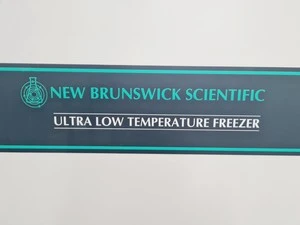 NEW BRUNSWICK SCIENTIFIC
ULTRA LOW TEMPERATURE FREEZER